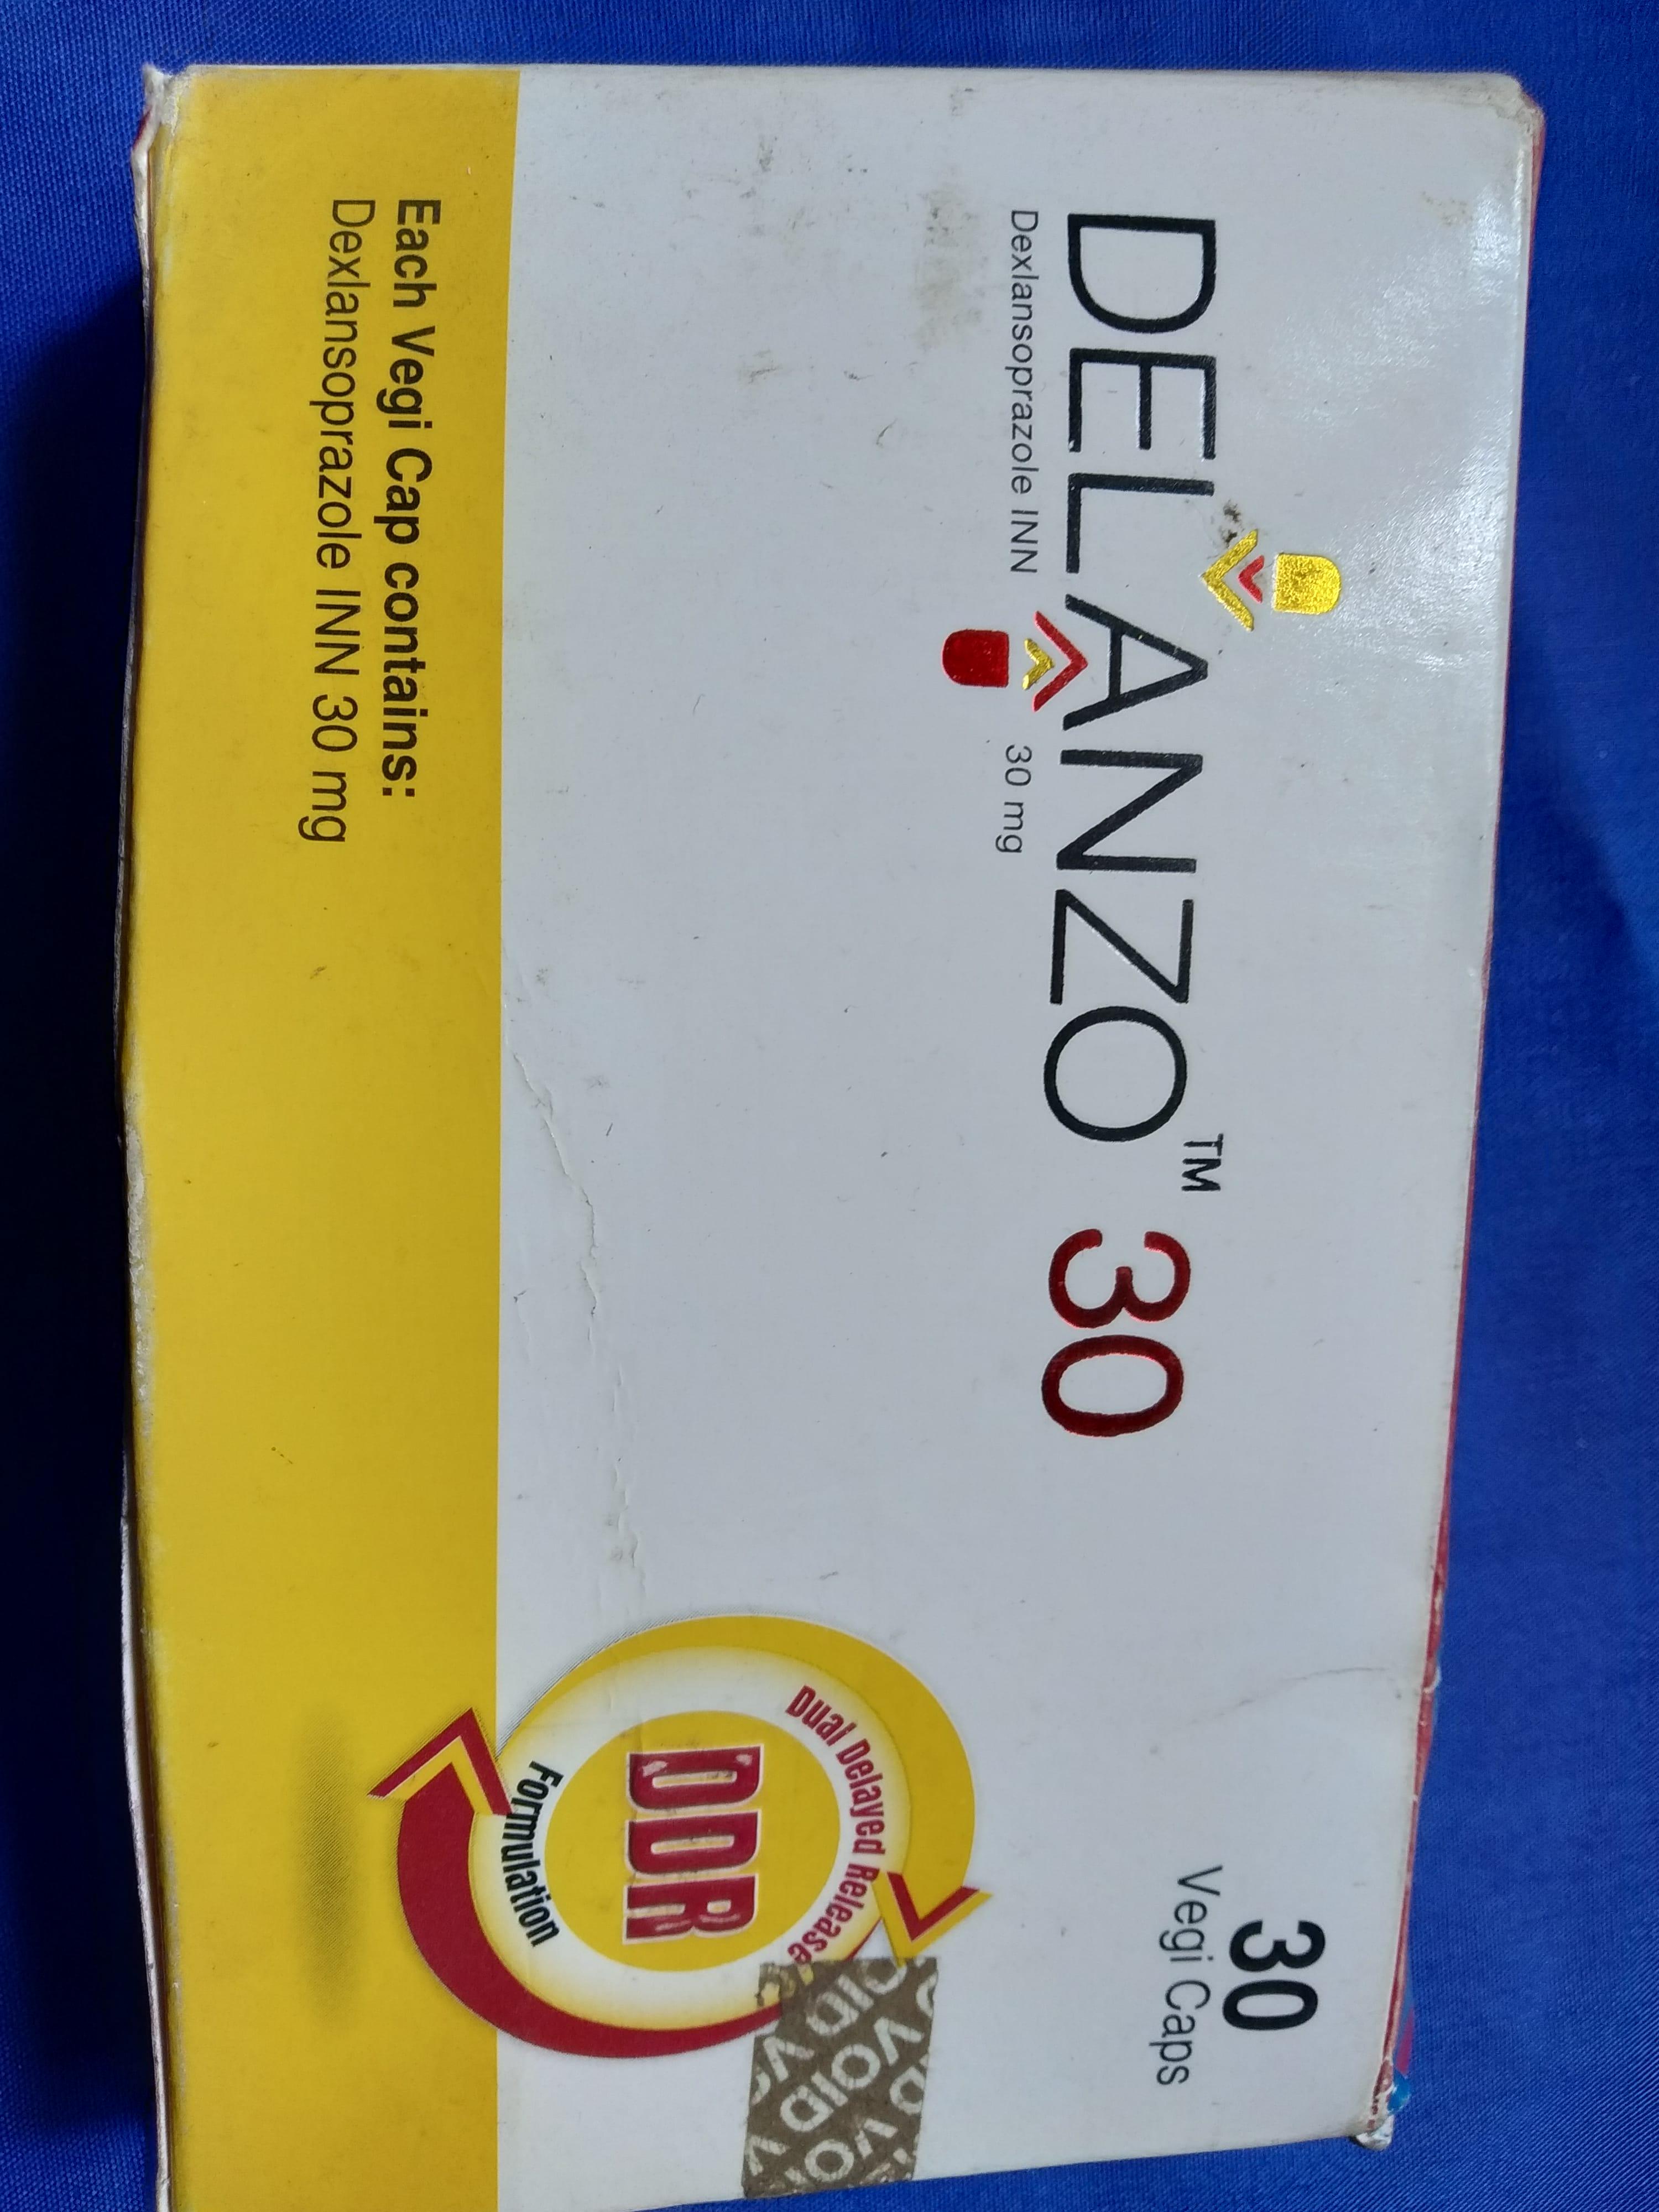 DELANZO™ 30
Dexlansoprazole INN 30 mg
30
Vegi Caps
Dual Delayed Release
DDR
Formulation
VOID
Each Vegi Cap contains:
Dexlansoprazole INN 30 mg